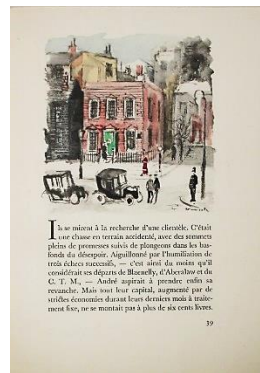 Ils se mirent à la recherche d'une clientèle. C'était
une chasse en terrain accidenté, avec des sommets
pleins de promesses suivis de plongeons dans les bas-
fonds du désespoir. Aiguillonné par l'humiliation de
trois échecs successifs, — c'est ainsi du moins qu'il
considérait ses départs de Blaenelly, d'Aberalaw et du
C. T. M., — André aspirait à prendre enfin sa
revanche. Mais tout leur capital, augmenté par de
strictes économies durant leurs derniers mois à traite-
ment fixe, ne se montait pas à plus de six cents livres.
39